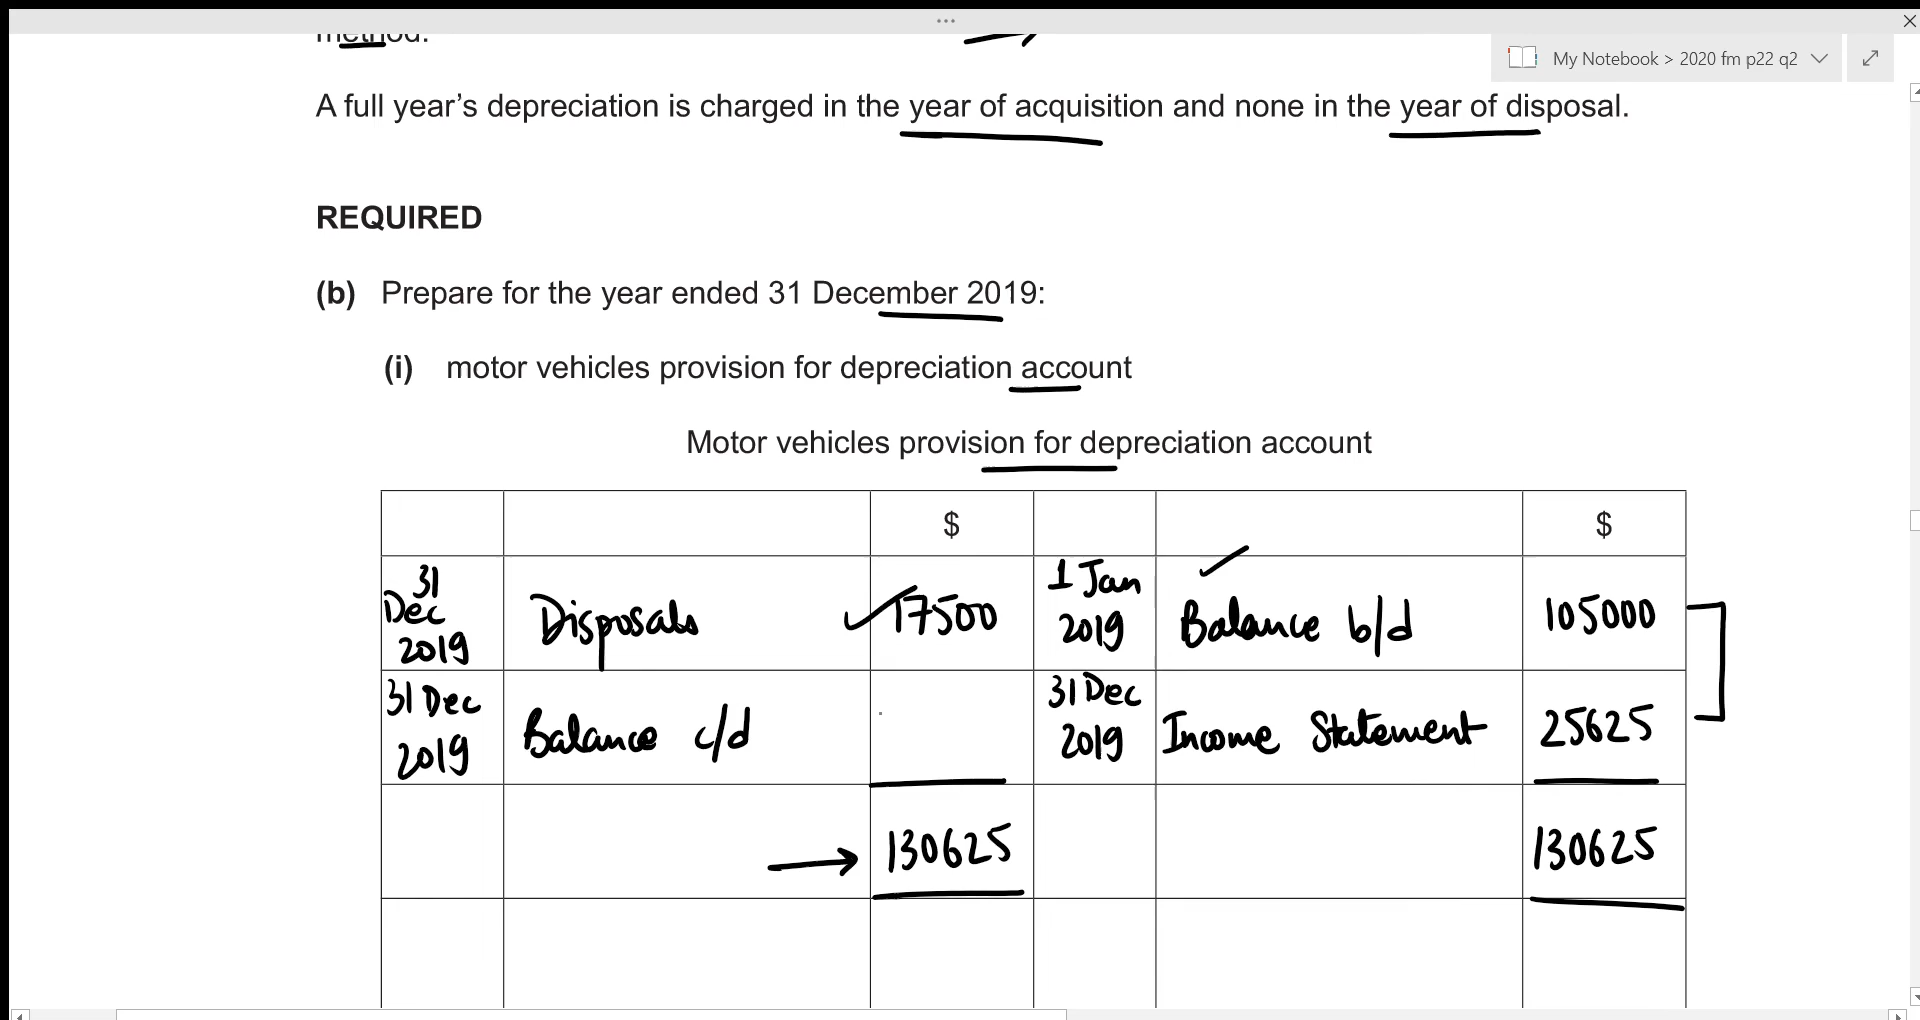 method.
My Notebook > 2020 fm p22 q2
A full year’s depreciation is charged in the year of acquisition and none in the year of disposal.
REQUIRED
(b) Prepare for the year ended 31 December 2019:
(i) motor vehicles provision for depreciation account
Motor vehicles provision for depreciation account
$ $
31 Dec 2019 Disposals 17500 1 Jan 2019 Balance b/d 105000
31 Dec 2019 Balance c/d 31 Dec 2019 Income Statement 25625
130625 130625